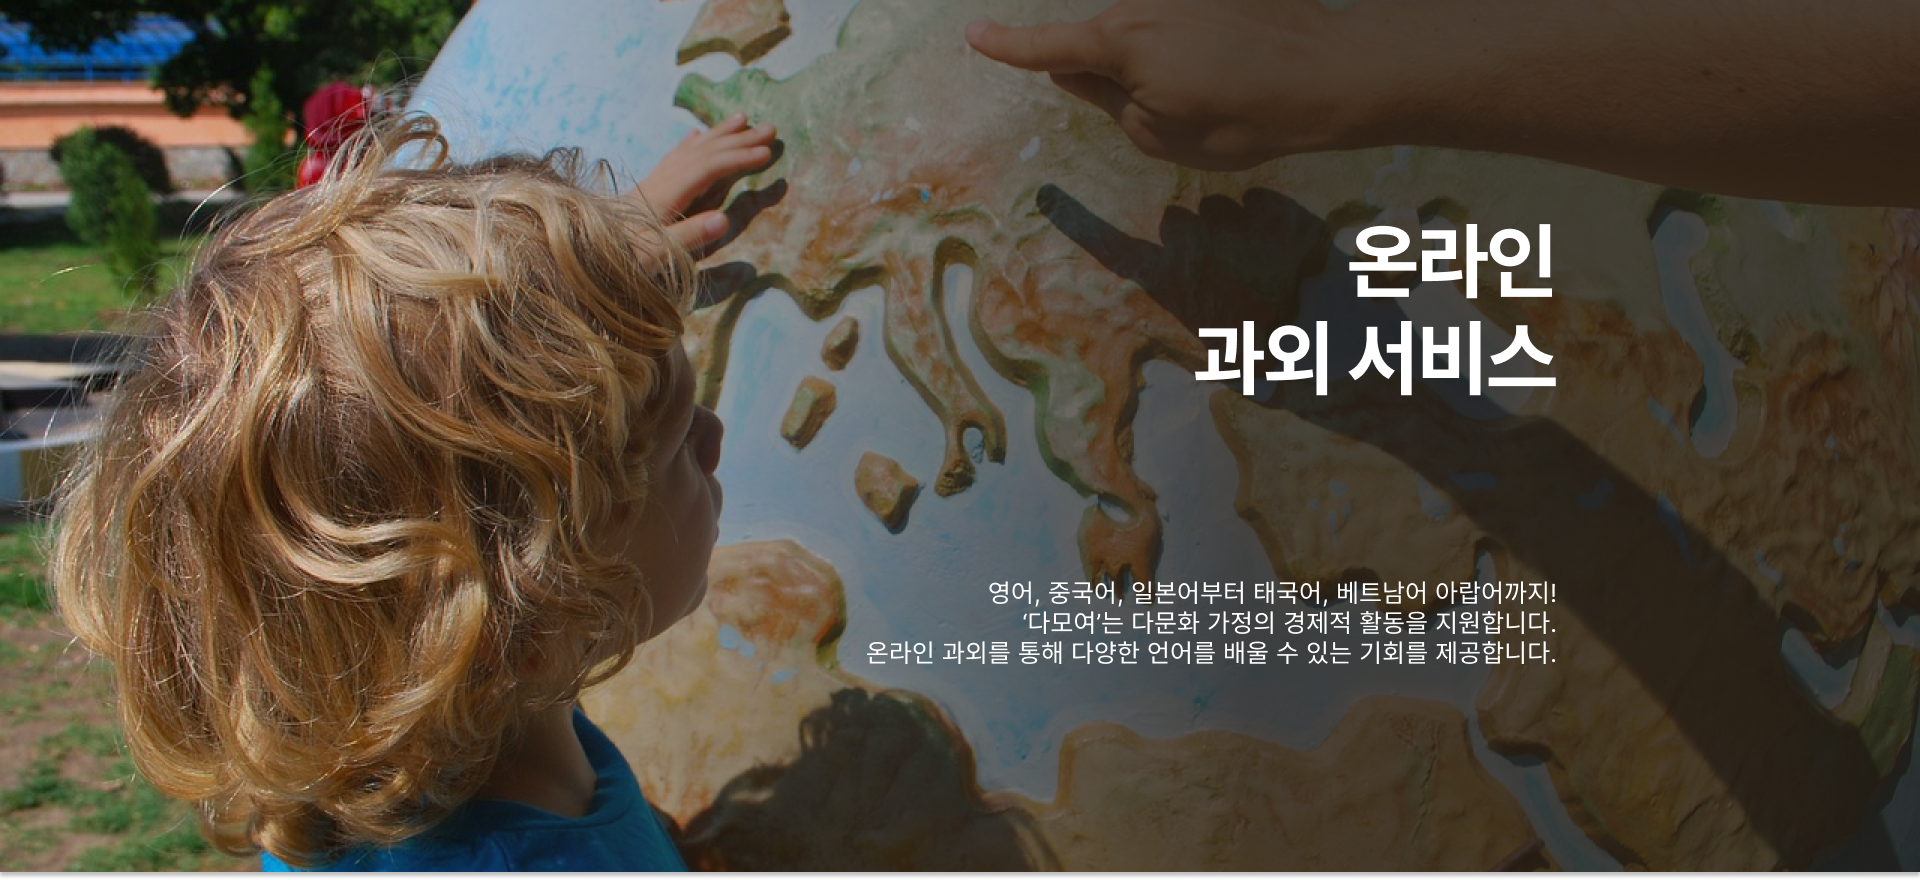 온라인
과외 서비스
영어, 중국어, 일본어부터 태국어, 베트남어 아랍어까지!
‘다모여’는 다문화 가정의 경제적 활동을 지원합니다.
온라인 과외를 통해 다양한 언어를 배울 수 있는 기회를 제공합니다.